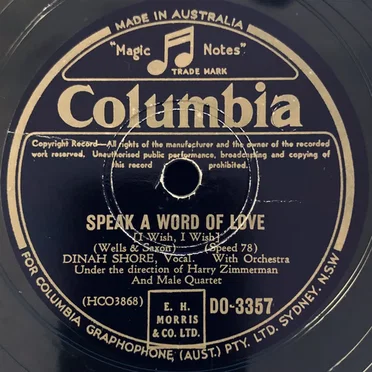 MADE IN AUSTRALIA
"Magic Notes"
TRADE MARK
Columbia
Copyright Record—All rights of the manufacturer and the owner of the recorded
work reserved. Unauthorised public performance, broadcasting and copying of
this record prohibited.
SPEAK A WORD OF LOVE
[I Wish, I Wish]
(Wells & Saxon) (Speed 78)
DINAH SHORE, Vocal. With Orchestra
Under the direction of Harry Zimmerman
And Male Quartet
(HCO3868)
E. H.
MORRIS
& CO. LTD.
DO-3357
FOR COLUMBIA GRAPHOPHONE (AUST.) PTY. LTD. SYDNEY. N.S.W